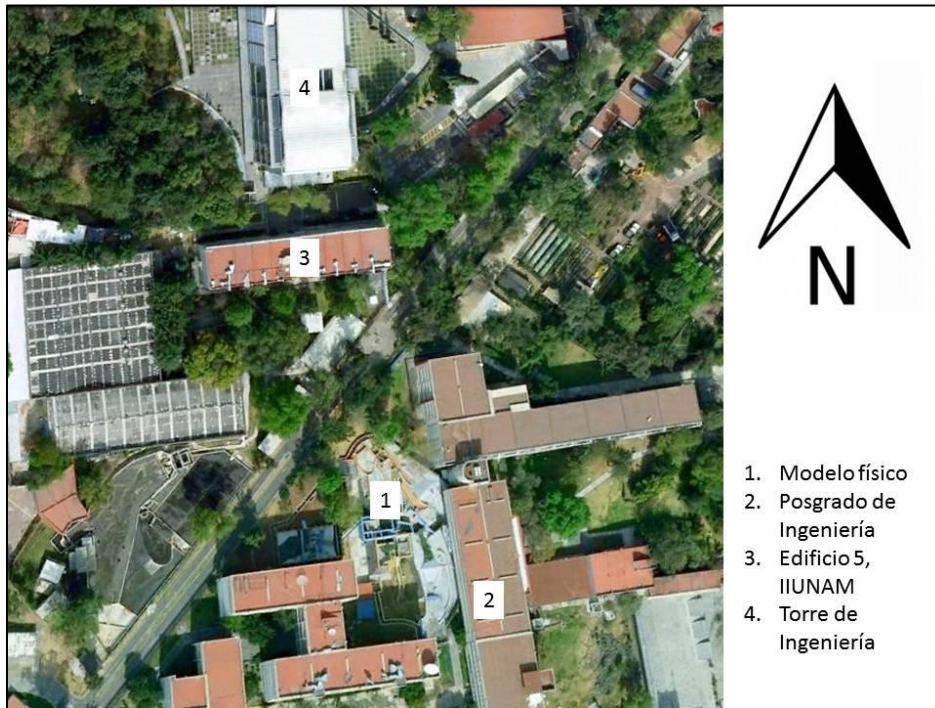 4
3
1
2
N
1. Modelo físico
2. Posgrado de
Ingeniería
3. Edificio 5,
IIUNAM
4. Torre de
Ingeniería